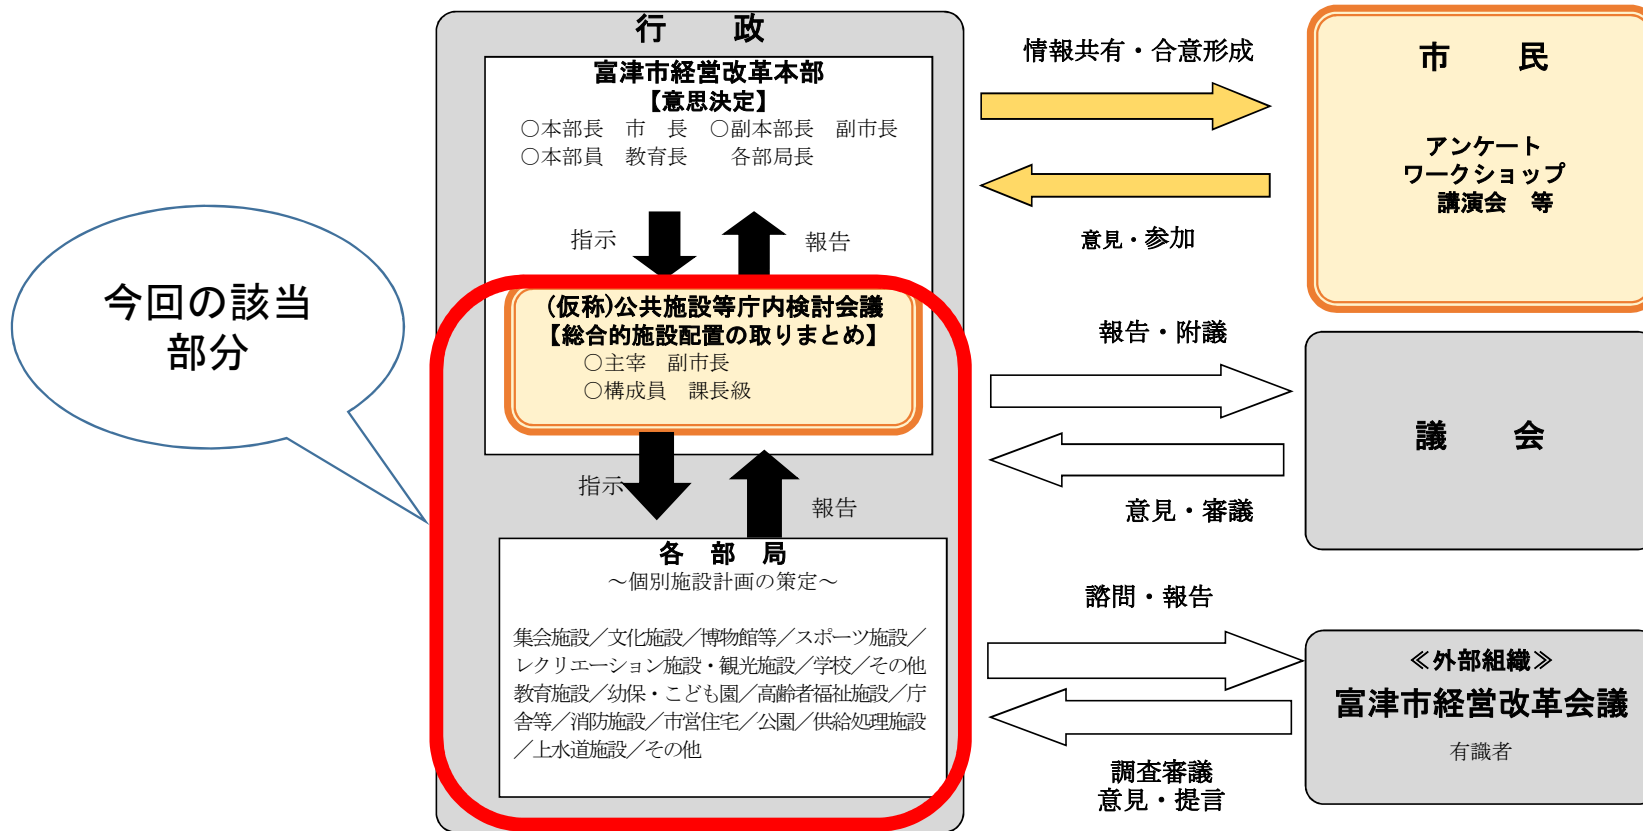 行　　政
富津市経営改革本部
【意思決定】
○本部長　市　長　○副本部長　副市長
○本部員　教育長　　各部局長
指示
報告
(仮称)公共施設等庁内検討会議
【総合的施設配置の取りまとめ】
○主宰　副市長
○構成員　課長級
指示
報告
各　部　局
～個別施設計画の策定～
集会施設／文化施設／博物館等／スポーツ施設／
レクリエーション施設・観光施設／学校／その他
教育施設／幼保・こども園／高齢者福祉施設／庁
舎等／消防施設／市営住宅／公園／供給処理施設
／上水道施設／その他
今回の該当
部分
情報共有・合意形成
意見・参加
市　　民
アンケート
ワークショップ
講演会　等
報告・附議
意見・審議
議　　会
諮問・報告
調査審議
意見・提言
≪外部組織≫
富津市経営改革会議
有識者